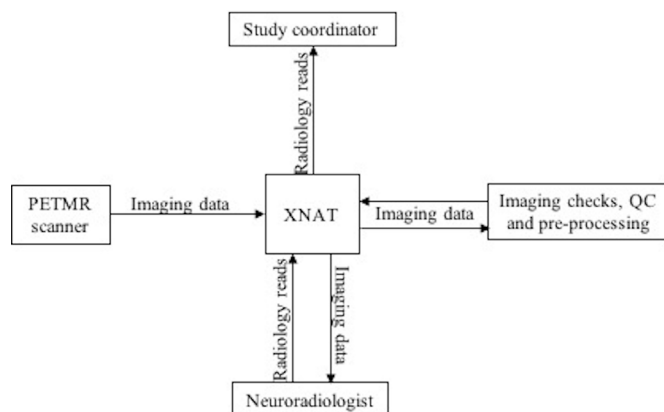 Study coordinator
Radiology reads
PETMR
scanner
Imaging data
XNAT
Imaging data
Imaging checks, QC
and pre-processing
Radiology reads
Imaging data
Neuroradiologist